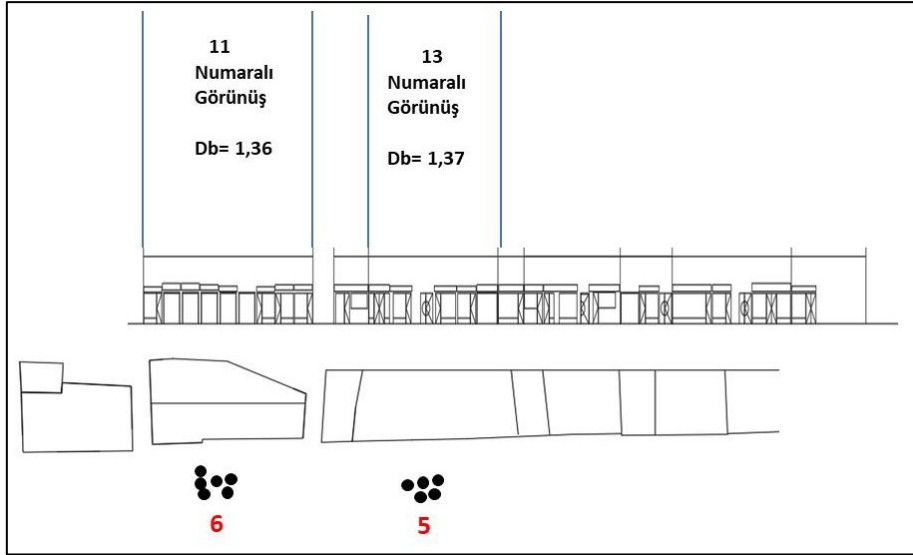 11
Numaralı
Görünüş
Db= 1,36
13
Numaralı
Görünüş
Db= 1,37
6
5